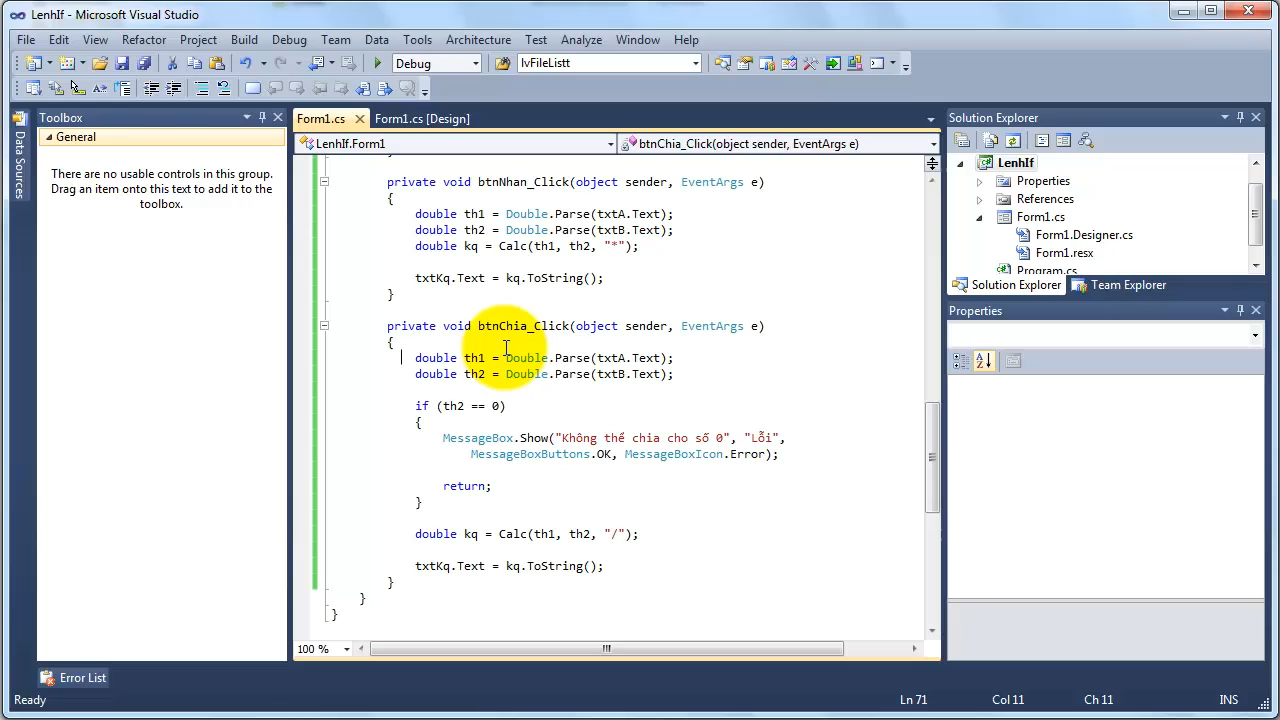 LenhIf - Microsoft Visual Studio
File Edit View Refactor Project Build Debug Team Data Tools Architecture Test Analyze Window Help
Debug lvFileListt
Toolbox
Form1.cs Form1.cs [Design]
Solution Explorer
General
LenhIf.Form1 btnChia_Click(object sender, EventArgs e)
Data Sources
There are no usable controls in this group.
Drag an item onto this text to add it to the
toolbox.
private void btnNhan_Click(object sender, EventArgs e)
{
double th1 = Double.Parse(txtA.Text);
double th2 = Double.Parse(txtB.Text);
double kq = Calc(th1, th2, "*");
txtKq.Text = kq.ToString();
}
private void btnChia_Click(object sender, EventArgs e)
{
double th1 = Double.Parse(txtA.Text);
double th2 = Double.Parse(txtB.Text);
if (th2 == 0)
{
MessageBox.Show("Không thể chia cho số 0", "Lỗi",
MessageBoxButtons.OK, MessageBoxIcon.Error);
return;
}
double kq = Calc(th1, th2, "/");
txtKq.Text = kq.ToString();
}
}
}
100 %
LenhIf
Properties
References
Form1.cs
Form1.Designer.cs
Form1.resx
Program.cs
Solution Explorer Team Explorer
Properties
Error List
Ready Ln 71 Col 11 Ch 11 INS